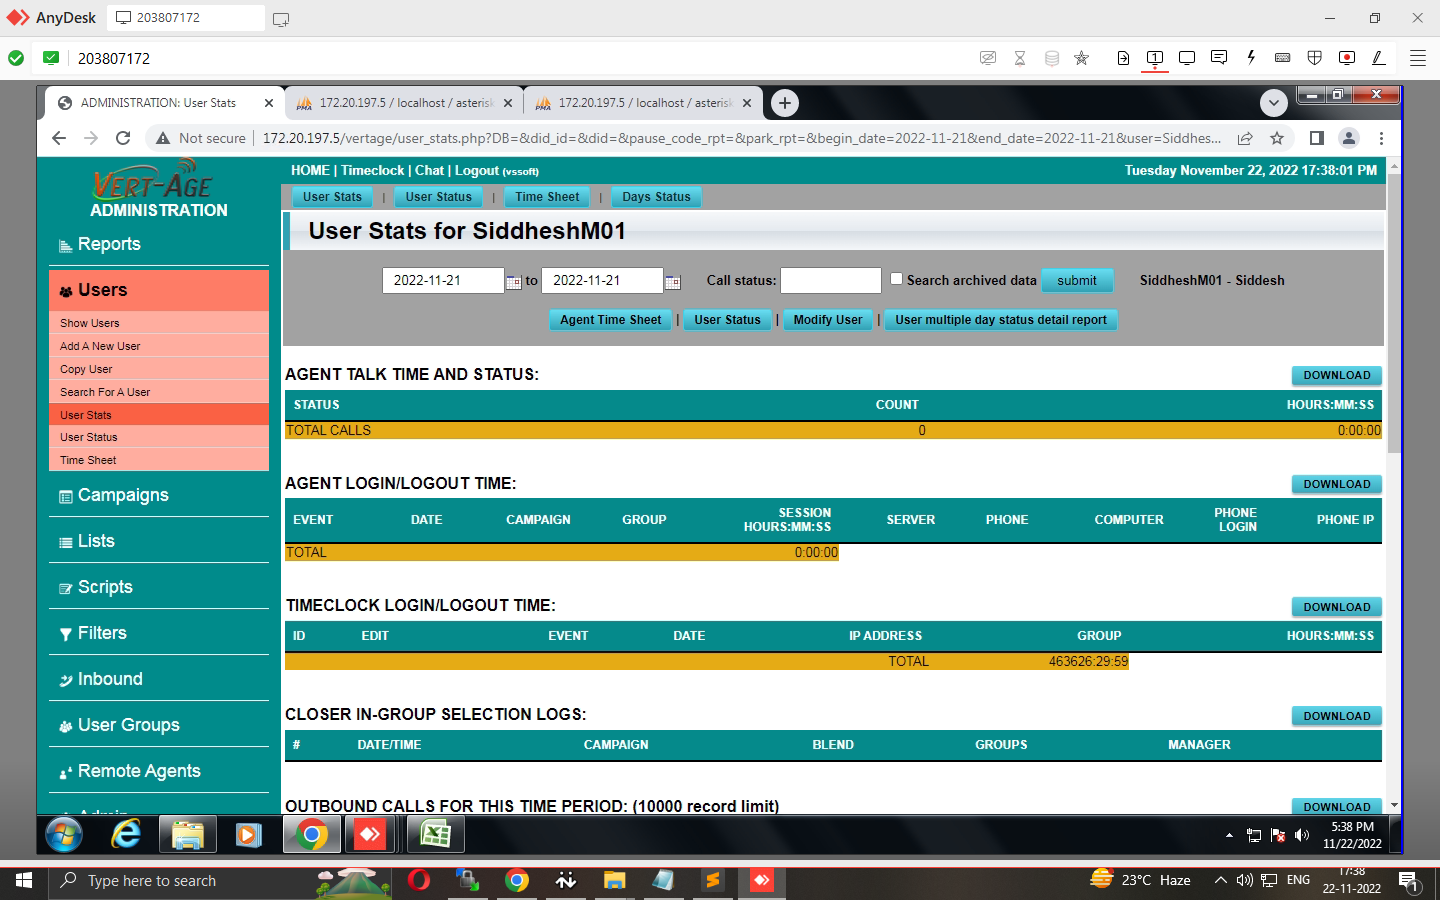 AnyDesk
203807172
203807172
ADMINISTRATION: User Stats
172.20.197.5 / localhost / asterisk
172.20.197.5 / localhost / asterisk
Not secure
172.20.197.5/vertage/user_stats.php?DB=&did_id=&did=&pause_code_rpt=&park_rpt=&begin_date=2022-11-21&end_date=2022-11-21&user=Siddhes...
VERT-AGE
ADMINISTRATION
HOME | Timeclock | Chat | Logout (vssoft)
Tuesday November 22, 2022 17:38:01 PM
User Stats | User Status | Time Sheet | Days Status
User Stats for SiddheshM01
2022-11-21 to 2022-11-21 Call status: Search archived data submit SiddheshM01 - Siddesh
Agent Time Sheet | User Status | Modify User | User multiple day status detail report
Reports
Users
Show Users
Add A New User
Copy User
Search For A User
User Stats
User Status
Time Sheet
Campaigns
Lists
Scripts
Filters
Inbound
User Groups
Remote Agents
Admin
AGENT TALK TIME AND STATUS: DOWNLOAD
STATUS COUNT HOURS:MM:SS
TOTAL CALLS 0 0:00:00
AGENT LOGIN/LOGOUT TIME: DOWNLOAD
EVENT DATE CAMPAIGN GROUP SESSION HOURS:MM:SS SERVER PHONE COMPUTER PHONE LOGIN PHONE IP
TOTAL 0:00:00
TIMECLOCK LOGIN/LOGOUT TIME: DOWNLOAD
ID EDIT EVENT DATE IP ADDRESS GROUP HOURS:MM:SS
TOTAL 463626:29:59
CLOSER IN-GROUP SELECTION LOGS: DOWNLOAD
# DATE/TIME CAMPAIGN BLEND GROUPS MANAGER
OUTBOUND CALLS FOR THIS TIME PERIOD: (10000 record limit) DOWNLOAD
5:38 PM
11/22/2022
Type here to search
23°C Haze
ENG
17:38
22-11-2022
1